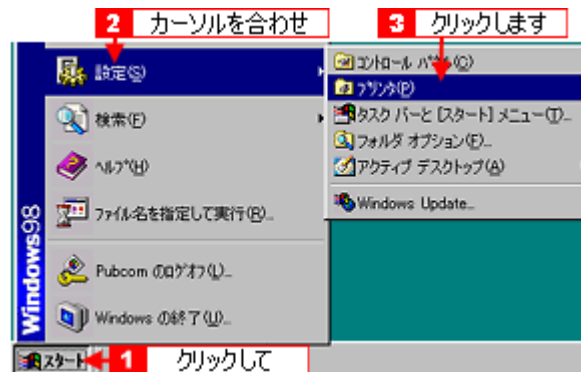 2 カーソルを合わせ
3 クリックします
設定(S)
検索(F)
ヘルプ(H)
ファイル名を指定して実行(R)...
Pubcom のログオフ(L)...
Windows の終了(U)...
Windows98
コントロール パネル(C)
プリンタ(P)
タスク バーと [スタート] メニュー(T)...
フォルダ オプション(F)...
アクティブ デスクトップ(A)
Windows Update...
スタート
1 クリックして